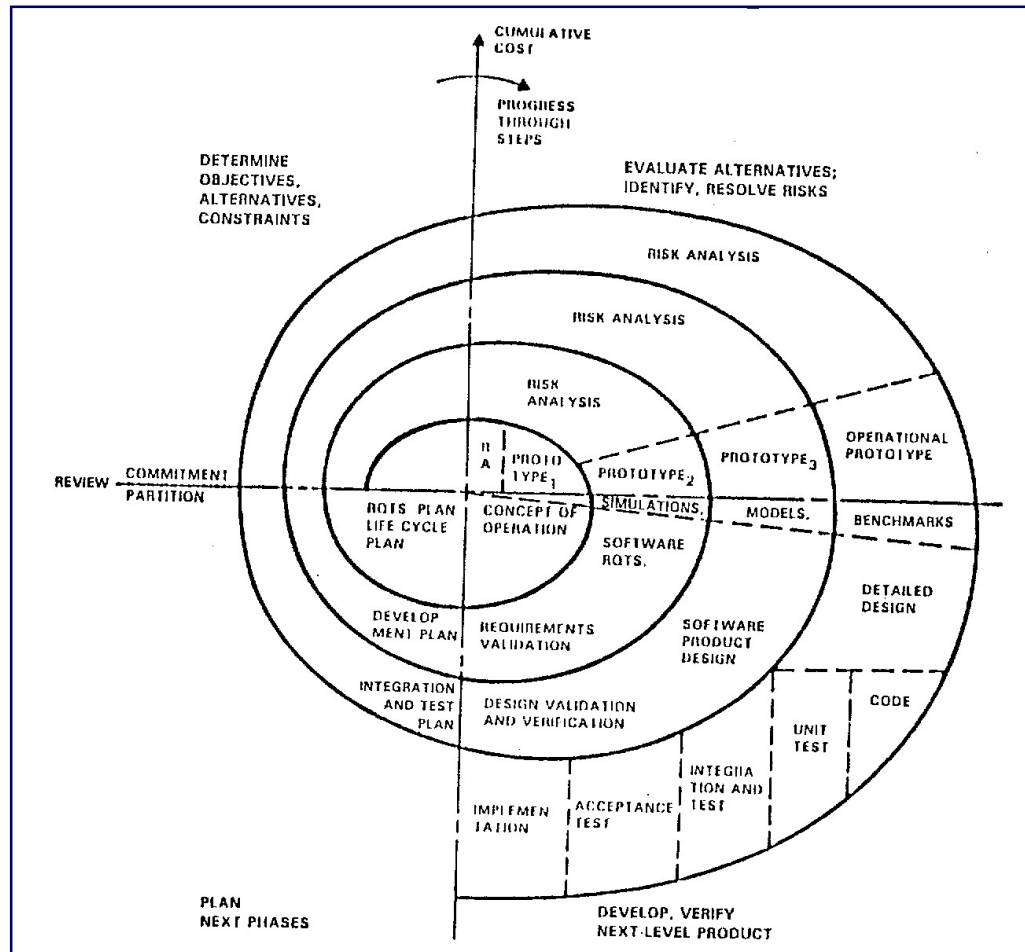 CUMULATIVE
COST
PROGRESS
THROUGH
STEPS
DETERMINE
OBJECTIVES,
ALTERNATIVES,
CONSTRAINTS
EVALUATE ALTERNATIVES;
IDENTIFY, RESOLVE RISKS
RISK ANALYSIS
RISK ANALYSIS
RISK
ANALYSIS
R
A
PROTO
TYPE1
PROTOTYPE2
PROTOTYPE3
OPERATIONAL
PROTOTYPE
REVIEW
COMMITMENT
PARTITION
RQTS PLAN
LIFE CYCLE
PLAN
CONCEPT OF
OPERATION
SIMULATIONS,
MODELS,
BENCHMARKS
SOFTWARE
RQTS,
DETAILED
DESIGN
SOFTWARE
PRODUCT
DESIGN
DEVELOP
MENT PLAN
REQUIREMENTS
VALIDATION
INTEGRATION
AND TEST
PLAN
DESIGN VALIDATION
AND VERIFICATION
CODE
UNIT
TEST
INTEGRA
TION AND
TEST
ACCEPTANCE
TEST
IMPLEMEN
TATION
PLAN
NEXT PHASES
DEVELOP, VERIFY
NEXT-LEVEL PRODUCT